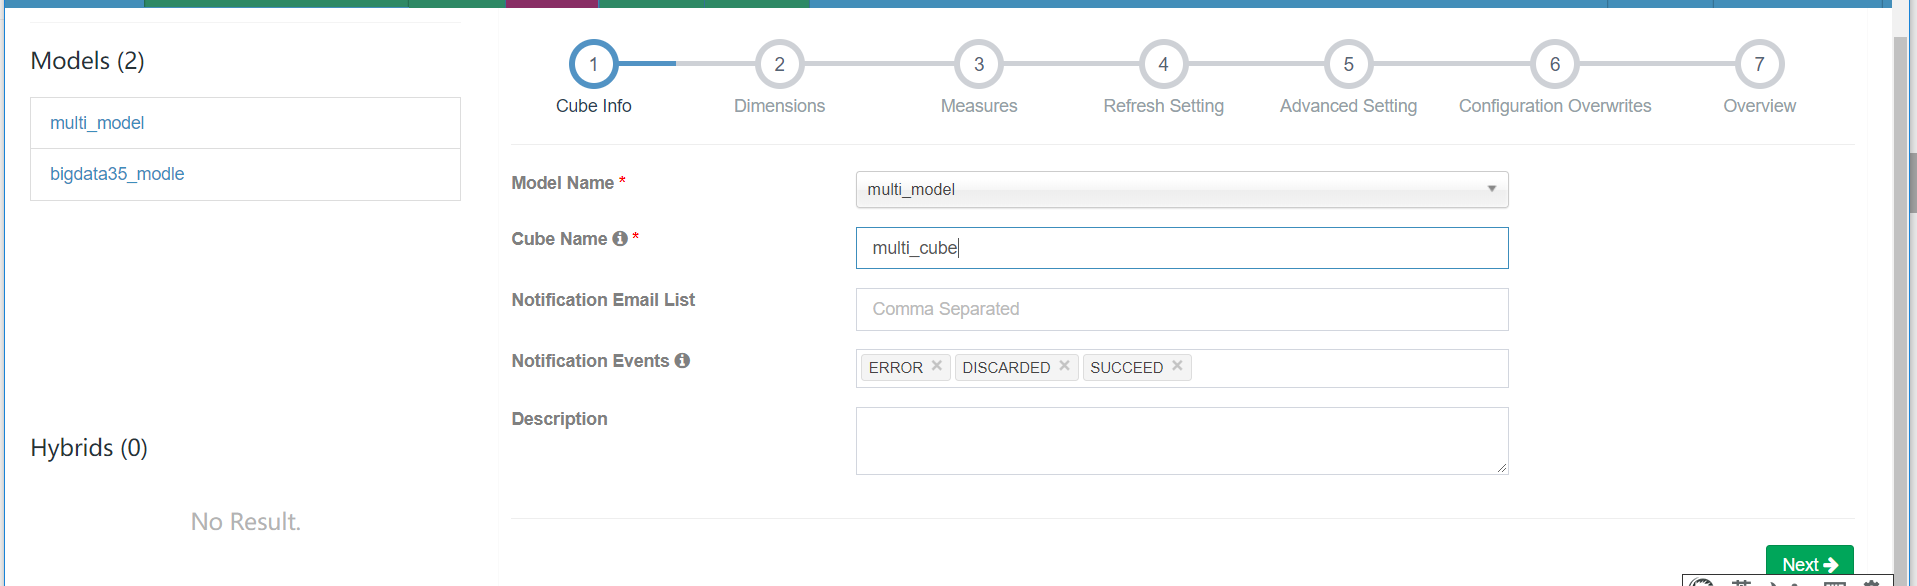 Models (2)
multi_model
bigdata35_modle
Hybrids (0)
No Result.
1 2 3 4 5 6 7
Cube Info Dimensions Measures Refresh Setting Advanced Setting Configuration Overwrites Overview
Model Name * multi_model
Cube Name * multi_cube
Notification Email List Comma Separated
Notification Events ERROR × DISCARDED × SUCCEED ×
Description
Next